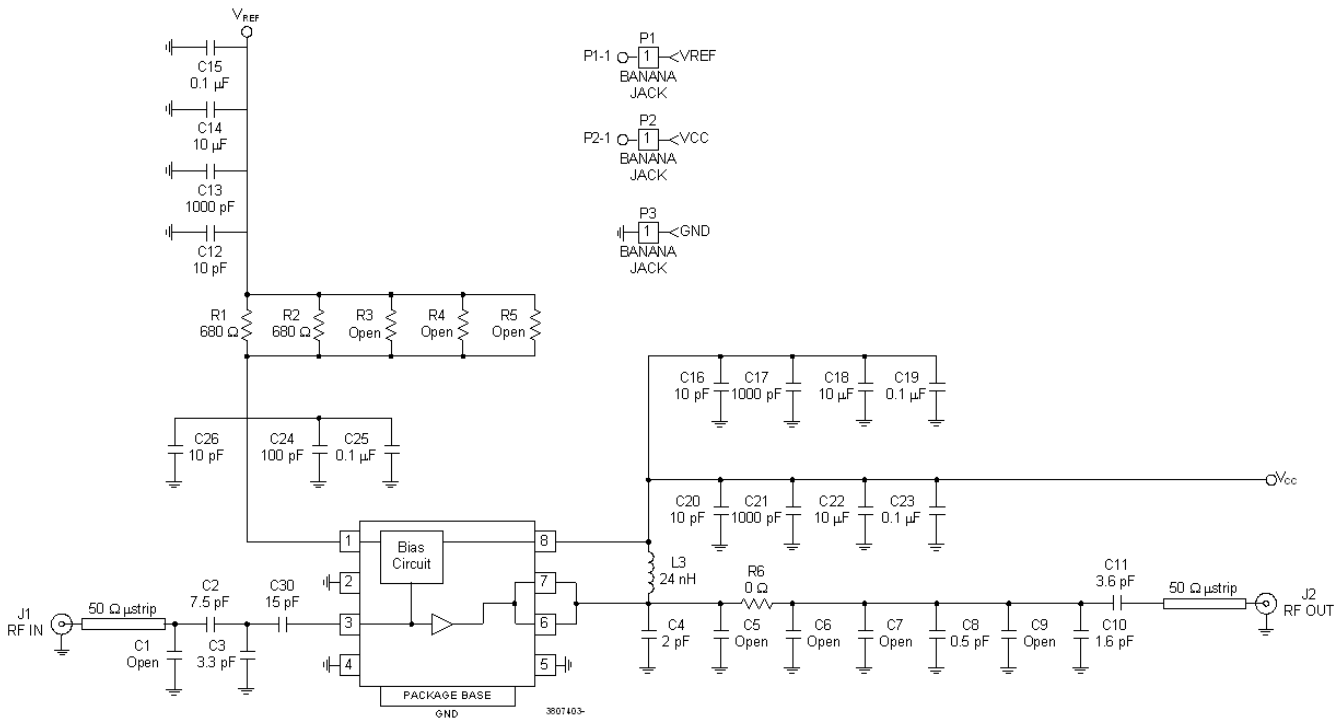 VREF
C15
0.1 µF
C14
10 µF
C13
1000 pF
C12
10 pF
P1
P1-1 1 VREF
BANANA
JACK
P2
P2-1 1 VCC
BANANA
JACK
P3
1 GND
BANANA
JACK
R1
680 Ω
R2
680 Ω
R3
Open
R4
Open
R5
Open
C16
10 pF
C17
1000 pF
C18
10 µF
C19
0.1 µF
C26
10 pF
C24
100 pF
C25
0.1 µF
VCC
C20
10 pF
C21
1000 pF
C22
10 µF
C23
0.1 µF
1
2
3
4
Bias
Circuit
8
7
6
5
PACKAGE BASE
GND
3807403-
L3
24 nH
R6
0 Ω
C11
3.6 pF
50 Ω µstrip
J2
RF OUT
J1
RF IN
50 Ω µstrip
C2
7.5 pF
C30
15 pF
C1
Open
C3
3.3 pF
C4
2 pF
C5
Open
C6
Open
C7
Open
C8
0.5 pF
C9
Open
C10
1.6 pF